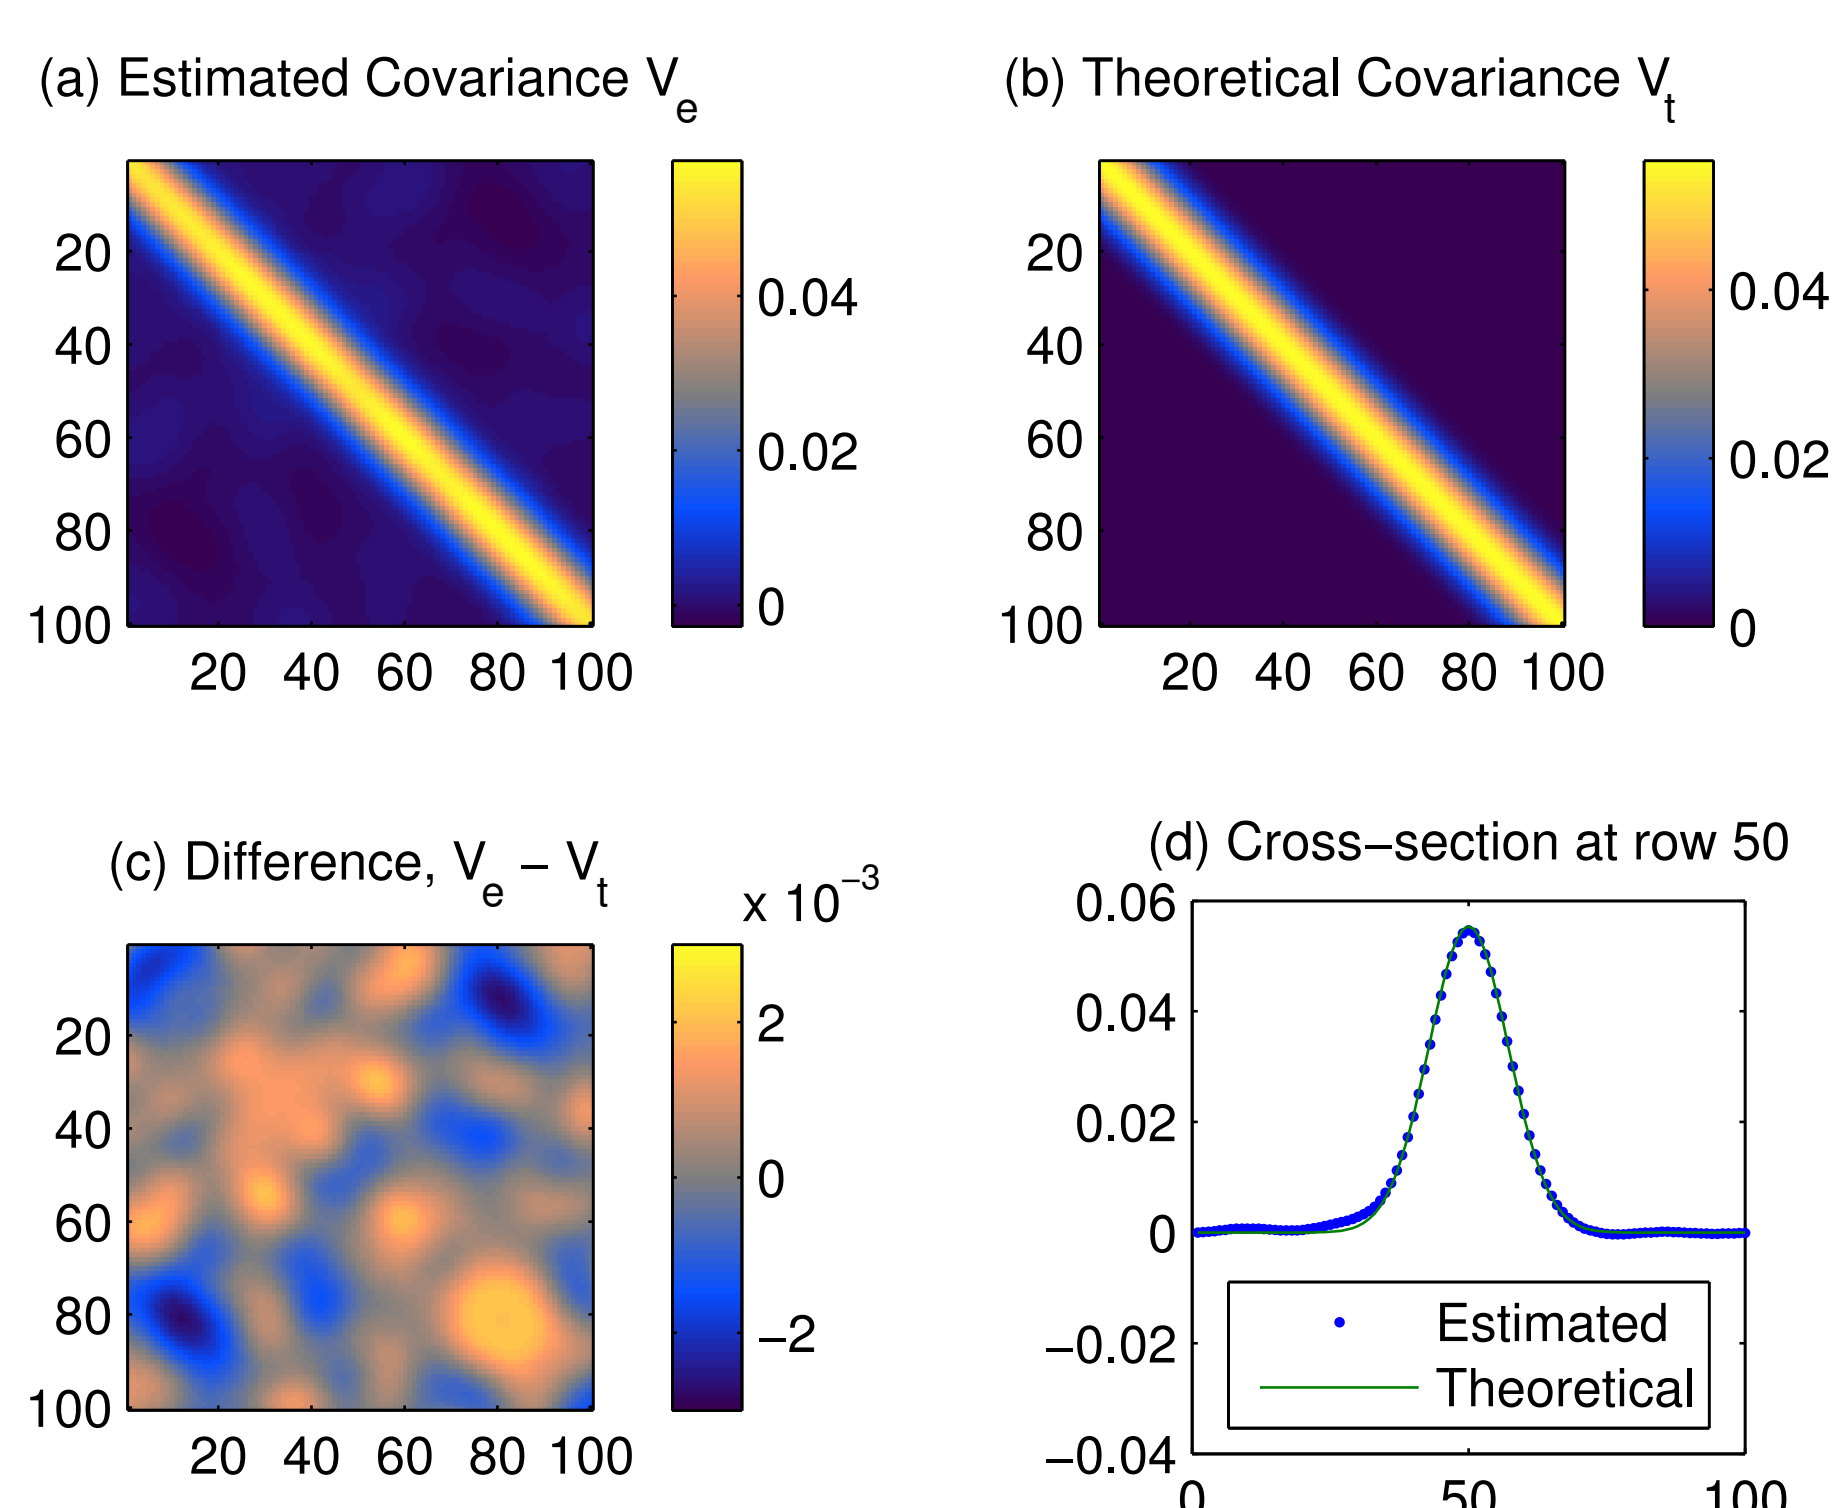 (a) Estimated Covariance V_e
20
40
60
80
100
20 40 60 80 100
0.04
0.02
0
(b) Theoretical Covariance V_t
20
40
60
80
100
20 40 60 80 100
0.04
0.02
0
(c) Difference, V_e − V_t
x 10^−3
20
40
60
80
100
20 40 60 80 100
2
0
−2
(d) Cross−section at row 50
0.06
0.04
0.02
0
−0.02
−0.04
Estimated
Theoretical
0 50 100